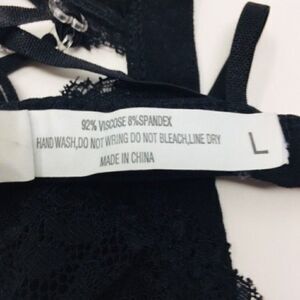 92% VISCOSE 8%SPANDEX
HAND WASH,DO NOT WRING DO NOT BLEACH,LINE DRY
MADE IN CHINA
L